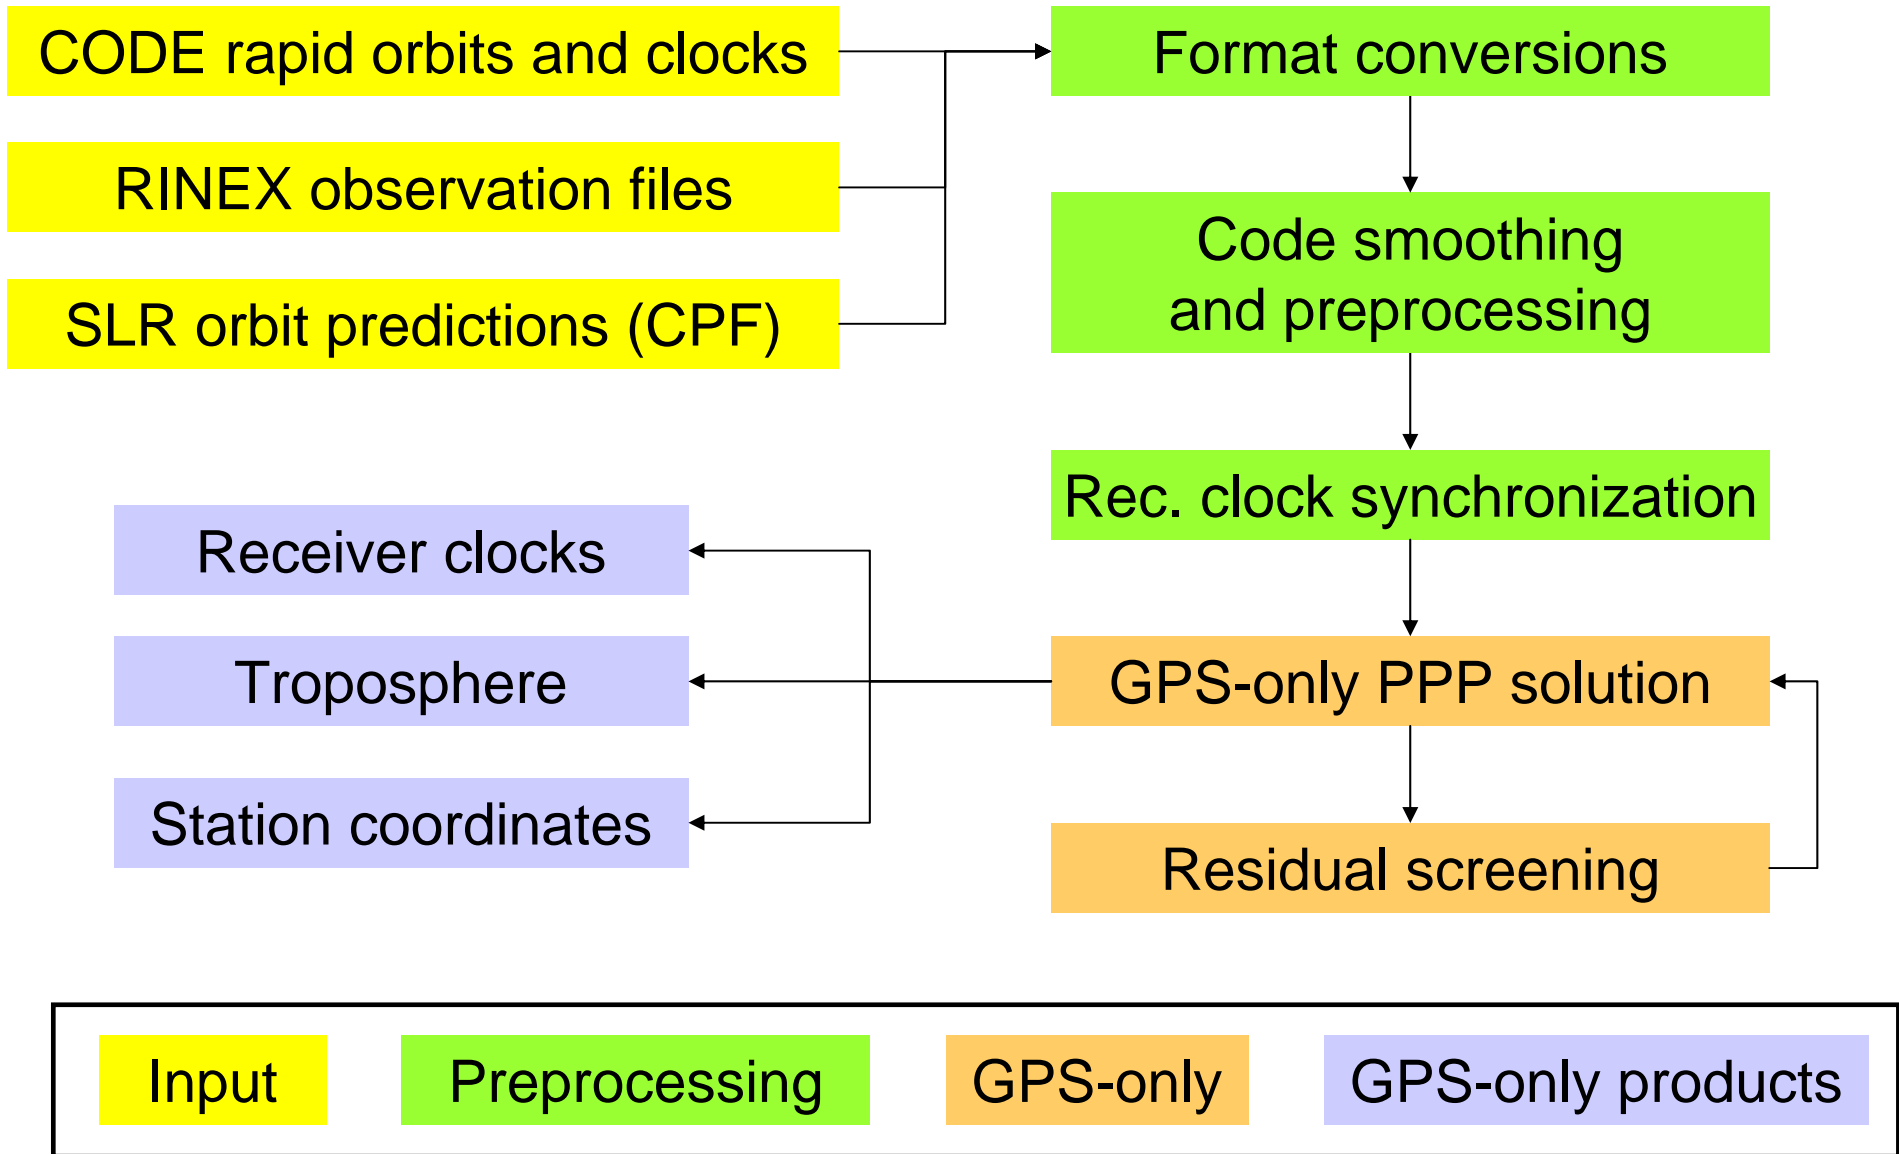 CODE rapid orbits and clocks
RINEX observation files
SLR orbit predictions (CPF)
Format conversions
Code smoothing
and preprocessing
Rec. clock synchronization
GPS-only PPP solution
Residual screening
Receiver clocks
Troposphere
Station coordinates
Input
Preprocessing
GPS-only
GPS-only products